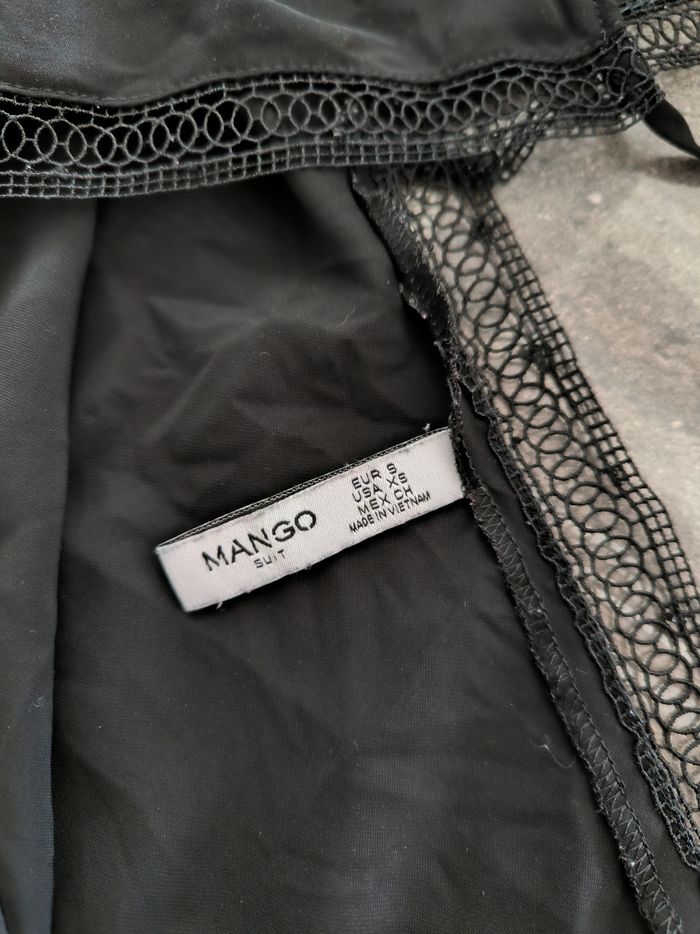 MANGO
SUIT
EUR S
USA XS
MEX CH
MADE IN VIETNAM